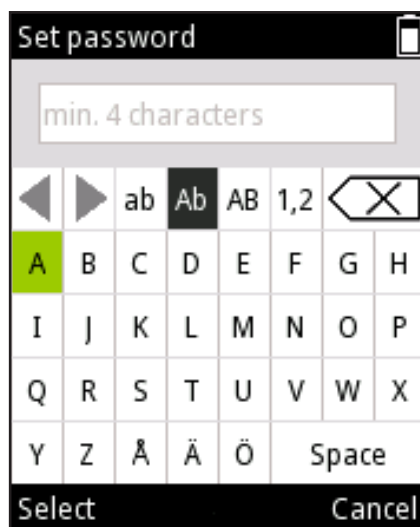 Set password
min. 4 characters
ab Ab AB 1,2
A B C D E F G H
I J K L M N O P
Q R S T U V W X
Y Z Å Ä Ö Space
Select Cancel